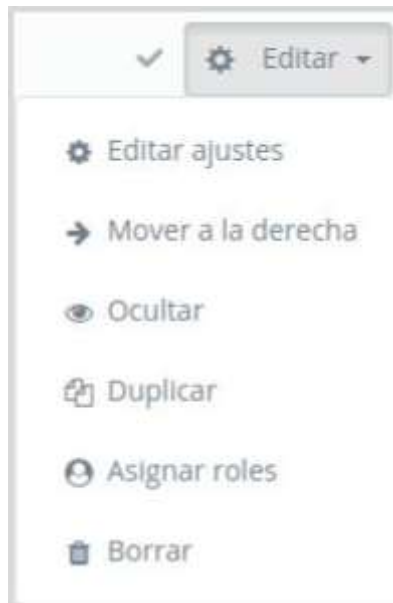 Editar
Editar ajustes
Mover a la derecha
Ocultar
Duplicar
Asignar roles
Borrar